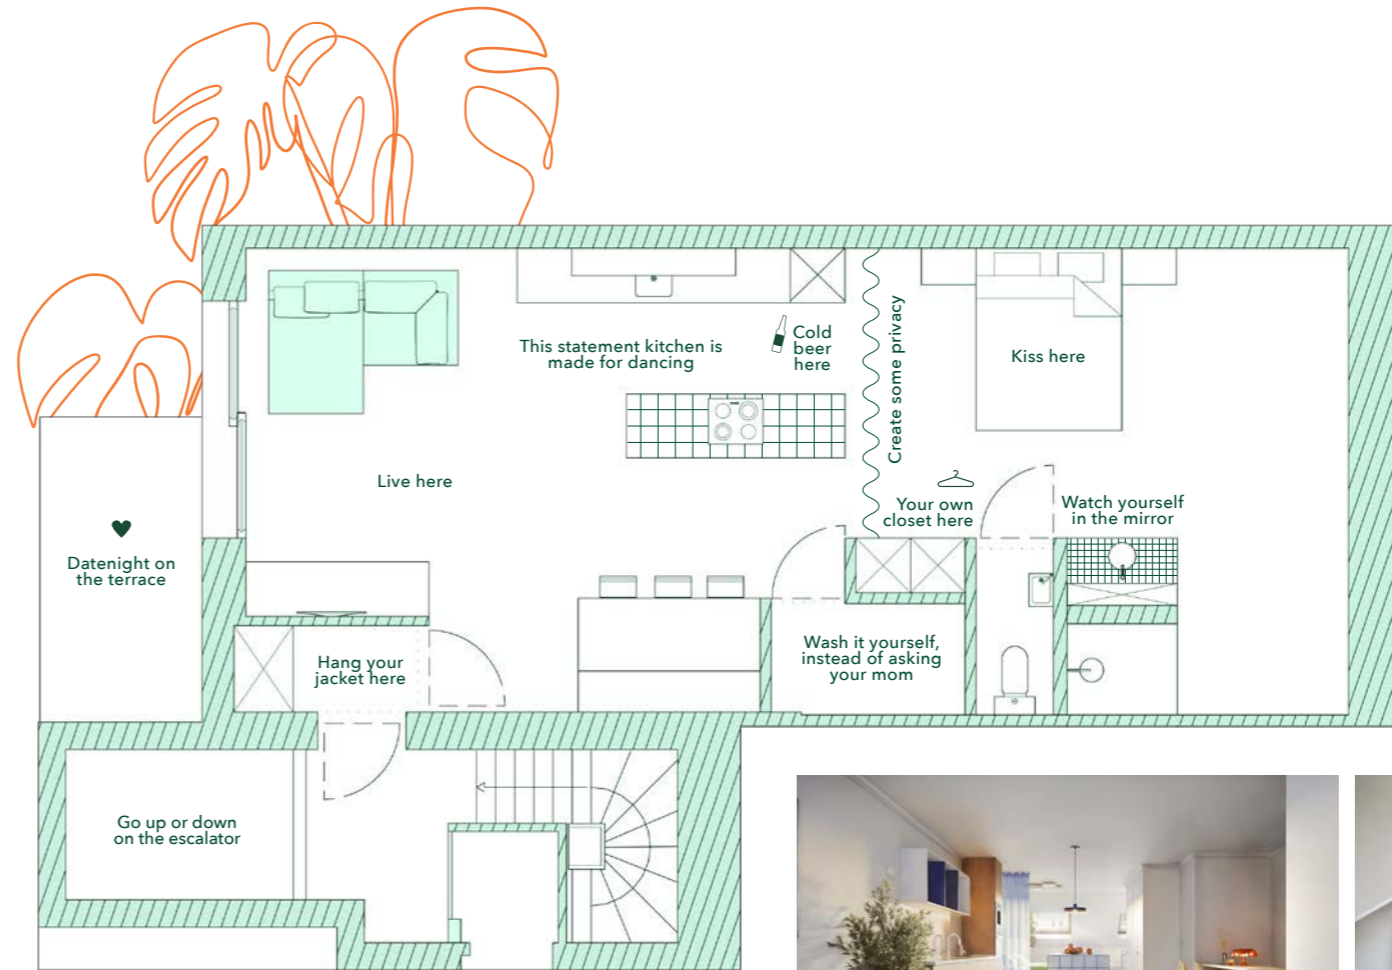 This statement kitchen is
made for dancing
Cold
beer
here
Create some privacy
Kiss here
Live here
Your own
closet here
Watch yourself
in the mirror
Datenight on
the terrace
Hang your
jacket here
Wash it yourself,
instead of asking
your mom
Go up or down
on the escalator